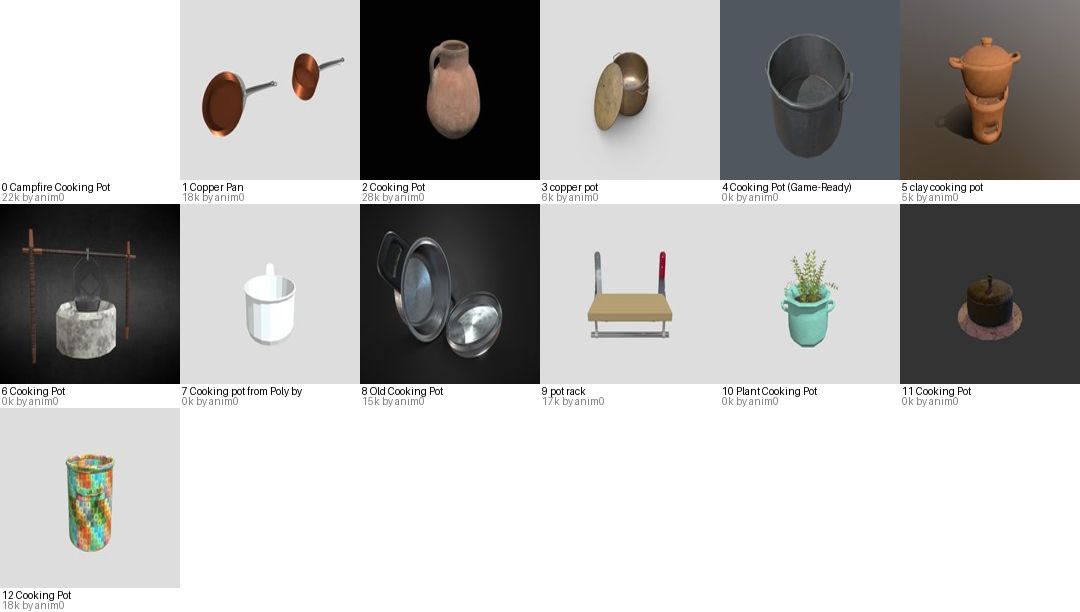 0 Campfire Cooking Pot
22k by anim0
1 Copper Pan
18k by anim0
2 Cooking Pot
28k by anim0
3 copper pot
6k by anim0
4 Cooking Pot (Game-Ready)
0k by anim0
5 clay cooking pot
5k by anim0
6 Cooking Pot
0k by anim0
7 Cooking pot from Poly by
0k by anim0
8 Old Cooking Pot
15k by anim0
9 pot rack
17k by anim0
10 Plant Cooking Pot
0k by anim0
11 Cooking Pot
0k by anim0
12 Cooking Pot
18k by anim0